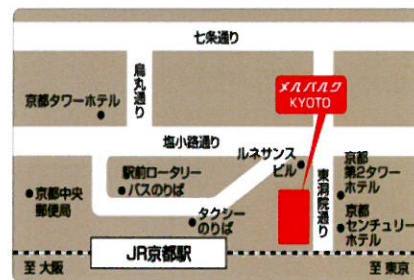 七条通り
烏丸通り
メルパルク
KYOTO
京都タワーホテル
塩小路通り
ルネサンス
ビル
東洞院通り
京都
第2タワー
ホテル
駅前ロータリー
バスのりば
京都中央
郵便局
タクシー
のりば
京都
センチュリー
ホテル
JR京都駅
至 大阪
至 東京